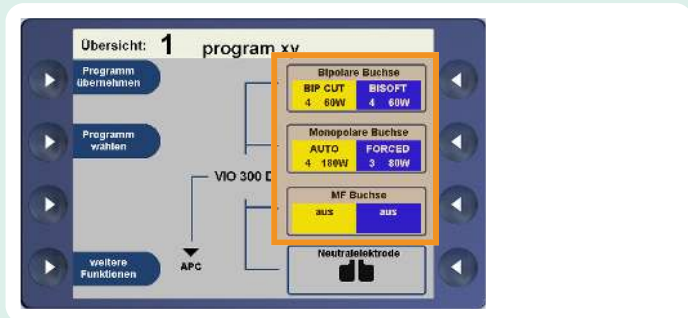 Übersicht: 1 program xy
Programm
übernehmen
Programm
wählen
weitere
Funktionen
VIO 300 D
APC
Bipolare Buchse
BIP CUT BISOFT
4 60W 4 60W
Monopolare Buchse
AUTO FORCED
4 180W 3 80W
MF Buchse
aus aus
Neutralelektrode